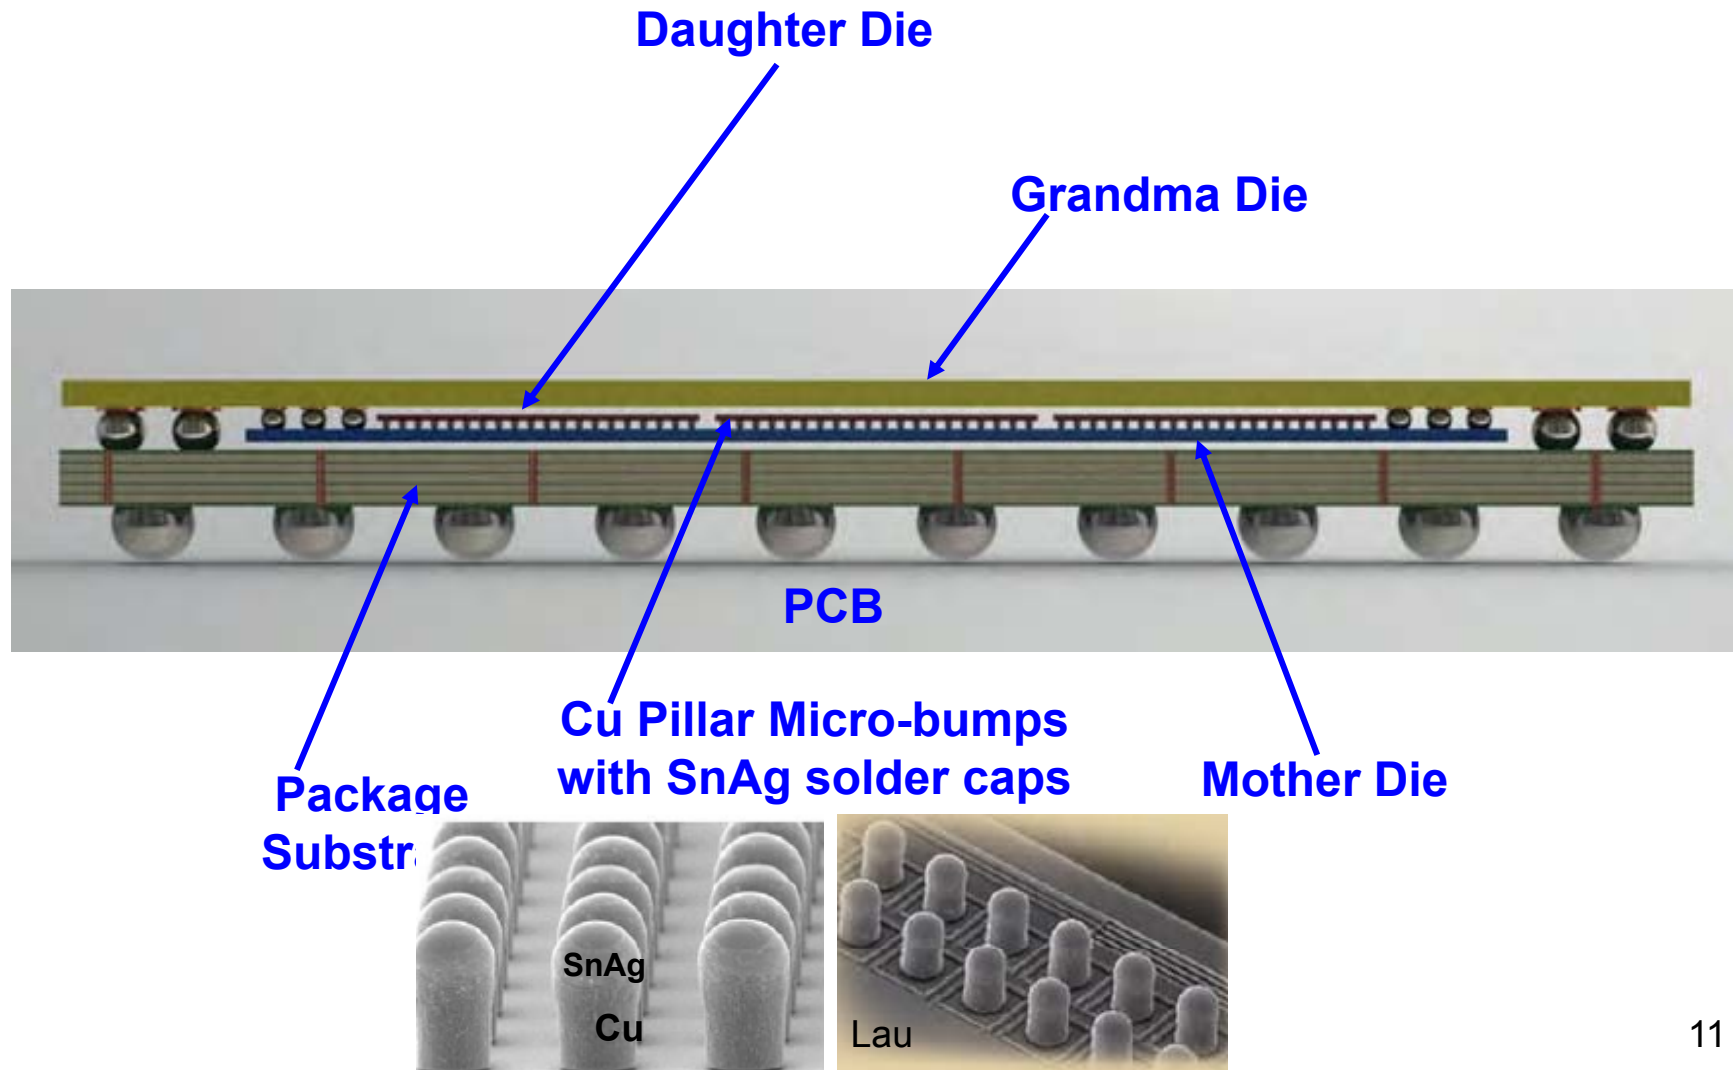 Daughter Die
Grandma Die
PCB
Cu Pillar Micro-bumps
with SnAg solder caps
Package
Mother Die
SnAg
Cu
Lau
11